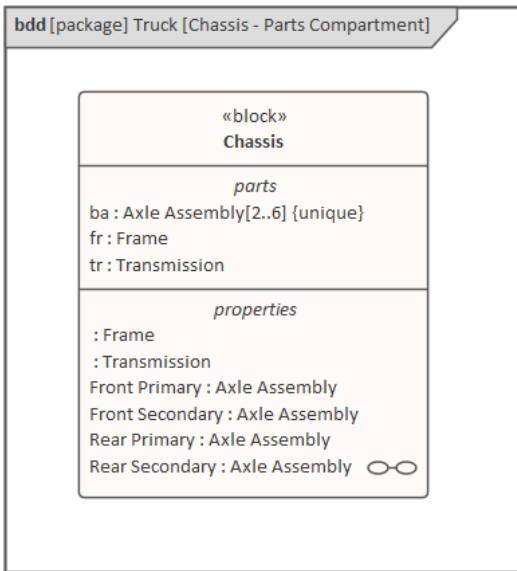 bdd [package] Truck [Chassis - Parts Compartment]
«block»
Chassis
parts
ba : Axle Assembly[2..6] {unique}
fr : Frame
tr : Transmission
properties
: Frame
: Transmission
Front Primary : Axle Assembly
Front Secondary : Axle Assembly
Rear Primary : Axle Assembly
Rear Secondary : Axle Assembly